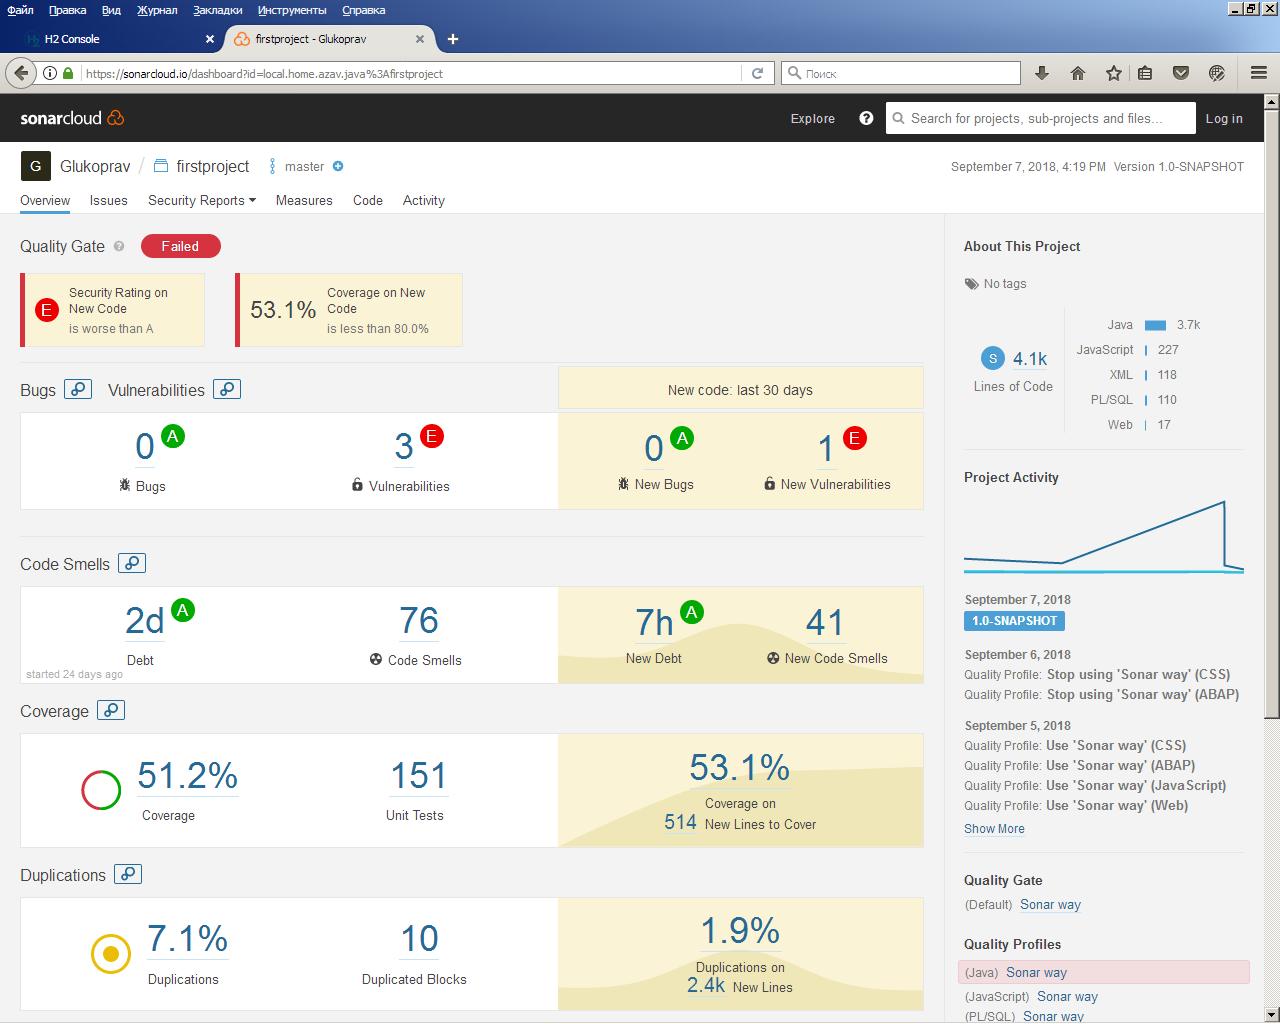 Файл Правка Вид Журнал Закладки Инструменты Справка
H2 Console
firstproject - Glukoprav
https://sonarcloud.io/dashboard?id=local.home.azav.java%3Afirstproject
Поиск
sonarcloud
Explore
Search for projects, sub-projects and files...
Log in
G Glukoprav / firstproject master
September 7, 2018, 4:19 PM Version 1.0-SNAPSHOT
Overview Issues Security Reports Measures Code Activity
Quality Gate Failed
E Security Rating on New Code
is worse than A
53.1% Coverage on New Code
is less than 80.0%
Bugs Vulnerabilities
New code: last 30 days
0 A
Bugs
3 E
Vulnerabilities
0 A
New Bugs
1 E
New Vulnerabilities
Code Smells
2d A
Debt
started 24 days ago
76
Code Smells
7h A
New Debt
41
New Code Smells
Coverage
51.2%
Coverage
151
Unit Tests
53.1%
Coverage on
514 New Lines to Cover
Duplications
7.1%
Duplications
10
Duplicated Blocks
1.9%
Duplications on
2.4k New Lines
About This Project
No tags
S 4.1k
Lines of Code
Java 3.7k
JavaScript 227
XML 118
PL/SQL 110
Web 17
Project Activity
September 7, 2018
1.0-SNAPSHOT
September 6, 2018
Quality Profile: Stop using 'Sonar way' (CSS)
Quality Profile: Stop using 'Sonar way' (ABAP)
September 5, 2018
Quality Profile: Use 'Sonar way' (CSS)
Quality Profile: Use 'Sonar way' (ABAP)
Quality Profile: Use 'Sonar way' (JavaScript)
Quality Profile: Use 'Sonar way' (Web)
Show More
Quality Gate
(Default) Sonar way
Quality Profiles
(Java) Sonar way
(JavaScript) Sonar way
(PL/SQL) Sonar way